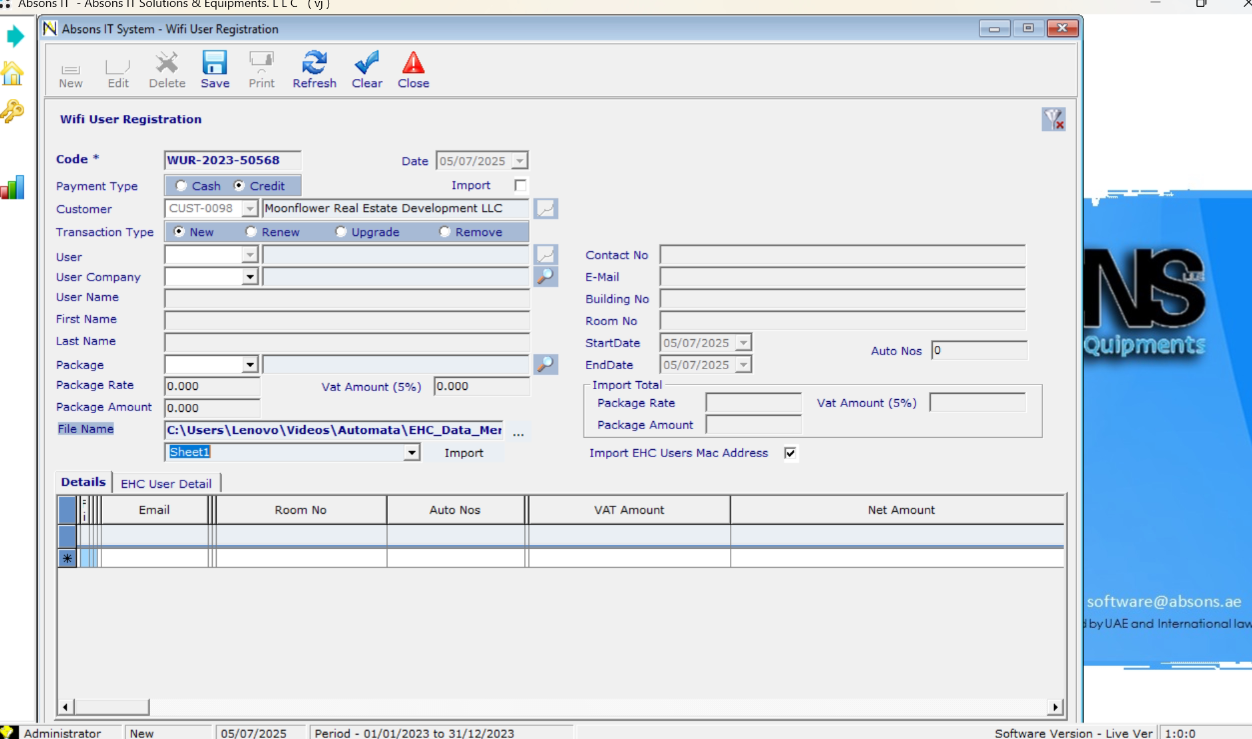 Absons IT - Absons IT Solutions & Equipments. L L C (vj)
Absons IT System - Wifi User Registration
New Edit Delete Save Print Refresh Clear Close
Wifi User Registration
Code * WUR-2023-50568 Date 05/07/2025
Payment Type Cash Credit Import
Customer CUST-0098 Moonflower Real Estate Development LLC
Transaction Type New Renew Upgrade Remove
User Contact No
User Company E-Mail
User Name Building No
First Name Room No
Last Name StartDate 05/07/2025 Auto Nos 0
Package EndDate 05/07/2025
Package Rate 0.000 Vat Amount (5%) 0.000 Import Total
Package Rate Vat Amount (5%)
Package Amount 0.000 Package Amount
File Name C:\Users\Lenovo\Videos\Automata\EHC_Data_Mer ...
Sheet1 Import Import EHC Users Mac Address
Details EHC User Detail
Email Room No Auto Nos VAT Amount Net Amount
*
NS
Quipments
software@absons.ae
d by UAE and International law
Administrator New 05/07/2025 Period - 01/01/2023 to 31/12/2023 Software Version - Live Ver 1:0:0